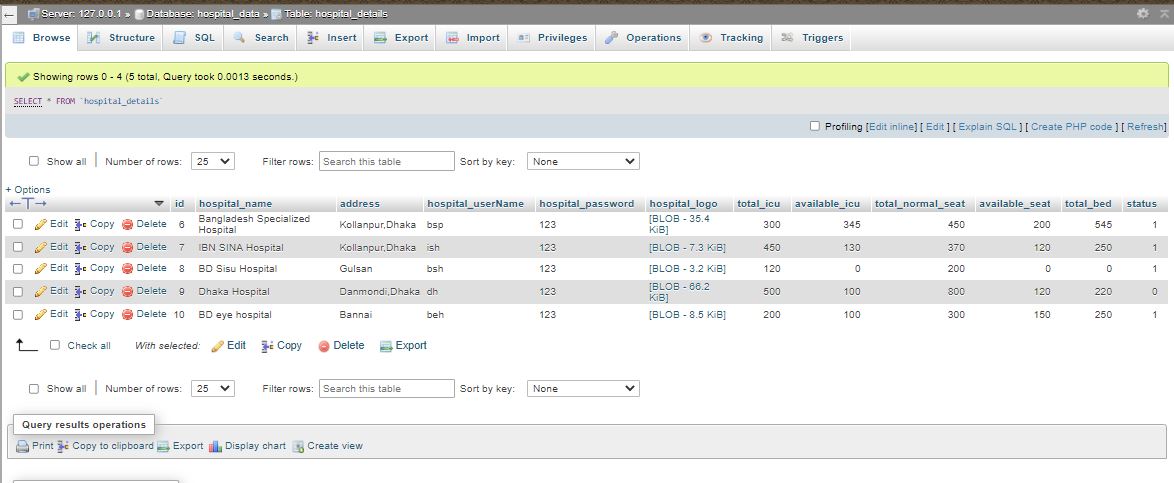 Server: 127.0.0.1 » Database: hospital_data » Table: hospital_details
Browse Structure SQL Search Insert Export Import Privileges Operations Tracking Triggers
Showing rows 0 - 4 (5 total, Query took 0.0013 seconds.)
SELECT * FROM `hospital_details`
Profiling [Edit inline] [ Edit ] [ Explain SQL ] [ Create PHP code ] [ Refresh]
Show all | Number of rows: 25 Filter rows: Search this table Sort by key: None
+ Options
←T→ id hospital_name address hospital_userName hospital_password hospital_logo total_icu available_icu total_normal_seat available_seat total_bed status
Edit Copy Delete 6 Bangladesh Specialized Hospital Kollanpur,Dhaka bsp 123 [BLOB - 35.4 KiB] 300 345 450 200 545 1
Edit Copy Delete 7 IBN SINA Hospital Kollanpur,Dhaka ish 123 [BLOB - 7.3 KiB] 450 130 370 120 250 1
Edit Copy Delete 8 BD Sisu Hospital Gulsan bsh 123 [BLOB - 3.2 KiB] 120 0 200 0 0 1
Edit Copy Delete 9 Dhaka Hospital Danmondi,Dhaka dh 123 [BLOB - 66.2 KiB] 500 100 800 120 220 0
Edit Copy Delete 10 BD eye hospital Bannai beh 123 [BLOB - 8.5 KiB] 200 100 300 150 250 1
Check all With selected: Edit Copy Delete Export
Show all | Number of rows: 25 Filter rows: Search this table Sort by key: None
Query results operations
Print Copy to clipboard Export Display chart Create view